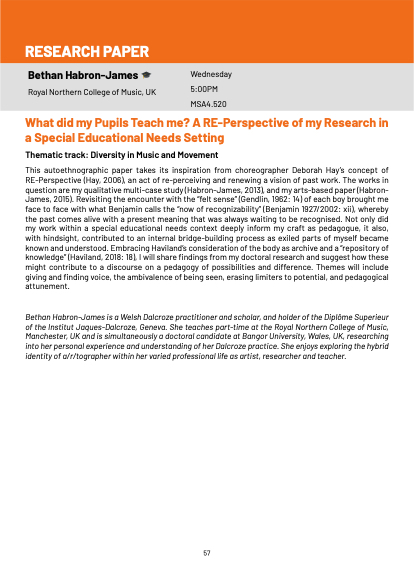 RESEARCH PAPER
Bethan Habron-James
Royal Northern College of Music, UK
Wednesday
5:00PM
MSA4.520
What did my Pupils Teach me? A RE-Perspective of my Research in
a Special Educational Needs Setting
Thematic track: Diversity in Music and Movement
This autoethnographic paper takes its inspiration from choreographer Deborah Hay's concept of
RE-Perspective (Hay, 2006), an act of re-perceiving and renewing a vision of past work. The works in
question are my qualitative multi-case study (Habron-James, 2013), and my arts-based paper (Habron-
James, 2015). Revisiting the encounter with the "felt sense" (Gendlin, 1962: 14) of each boy brought me
face to face with what Benjamin calls the "now of recognizability" (Benjamin 1927/2002: xii), whereby
the past comes alive with a present meaning that was always waiting to be recognised. Not only did
my work within a special educational needs context deeply inform my craft as pedagogue, it also,
with hindsight, contributed to an internal bridge-building process as exiled parts of myself became
known and understood. Embracing Haviland's consideration of the body as archive and a "repository of
knowledge" (Haviland, 2018: 18), I will share findings from my doctoral research and suggest how these
might contribute to a discourse on a pedagogy of possibilities and difference. Themes will include
giving and finding voice, the ambivalence of being seen, erasing limiters to potential, and pedagogical
attunement.
Bethan Habron-James is a Welsh Dalcroze practitioner and scholar, and holder of the Diplôme Superieur
of the Institut Jaques-Dalcroze, Geneva. She teaches part-time at the Royal Northern College of Music,
Manchester, UK and is simultaneously a doctoral candidate at Bangor University, Wales, UK, researching
into her personal experience and understanding of her Dalcroze practice. She enjoys exploring the hybrid
identity of a/r/tographer within her varied professional life as artist, researcher and teacher.
57